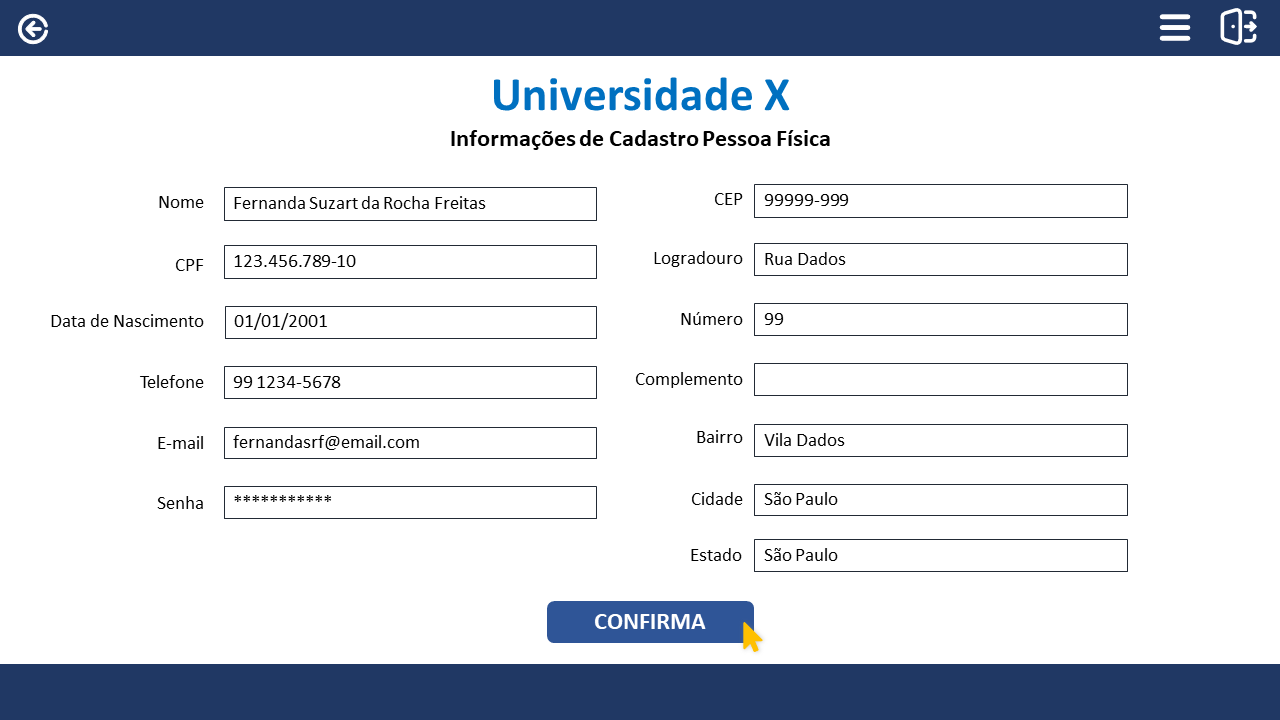 Universidade X
Informações de Cadastro Pessoa Física
Nome Fernanda Suzart da Rocha Freitas
CPF 123.456.789-10
Data de Nascimento 01/01/2001
Telefone 99 1234-5678
E-mail fernandasrf@email.com
Senha ***********
CEP 99999-999
Logradouro Rua Dados
Número 99
Complemento
Bairro Vila Dados
Cidade São Paulo
Estado São Paulo
CONFIRMA